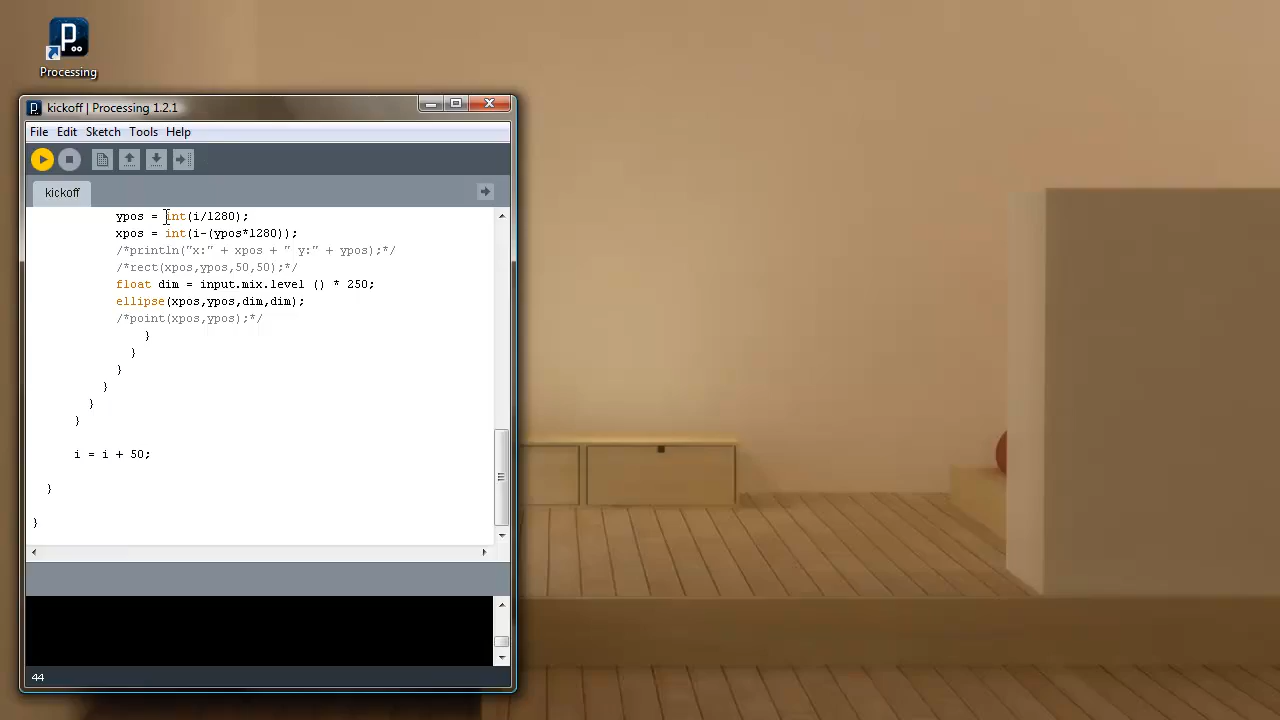 Processing
kickoff | Processing 1.2.1
File Edit Sketch Tools Help
kickoff
ypos = int(i/1280);
xpos = int(i-(ypos*1280));
/*println("x:" + xpos + " y:" + ypos);*/
/*rect(xpos,ypos,50,50);*/
float dim = input.mix.level () * 250;
ellipse(xpos,ypos,dim,dim);
/*point(xpos,ypos);*/
}
}
}
}
}
}
i = i + 50;
}
}
44